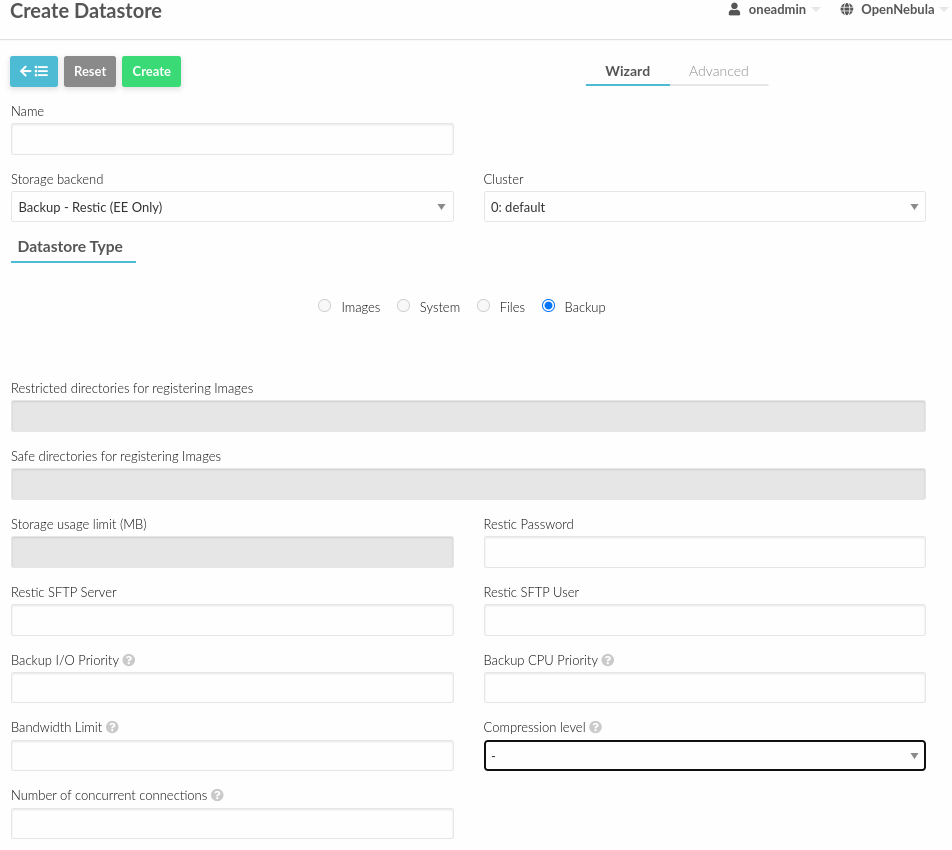 Create Datastore
oneadmin
OpenNebula
Reset
Create
Wizard
Advanced
Name
Storage backend
Cluster
Backup - Restic (EE Only)
0: default
Datastore Type
Images
System
Files
Backup
Restricted directories for registering Images
Safe directories for registering Images
Storage usage limit (MB)
Restic Password
Restic SFTP Server
Restic SFTP User
Backup I/O Priority ?
Backup CPU Priority ?
Bandwidth Limit ?
Compression level ?
-
Number of concurrent connections ?